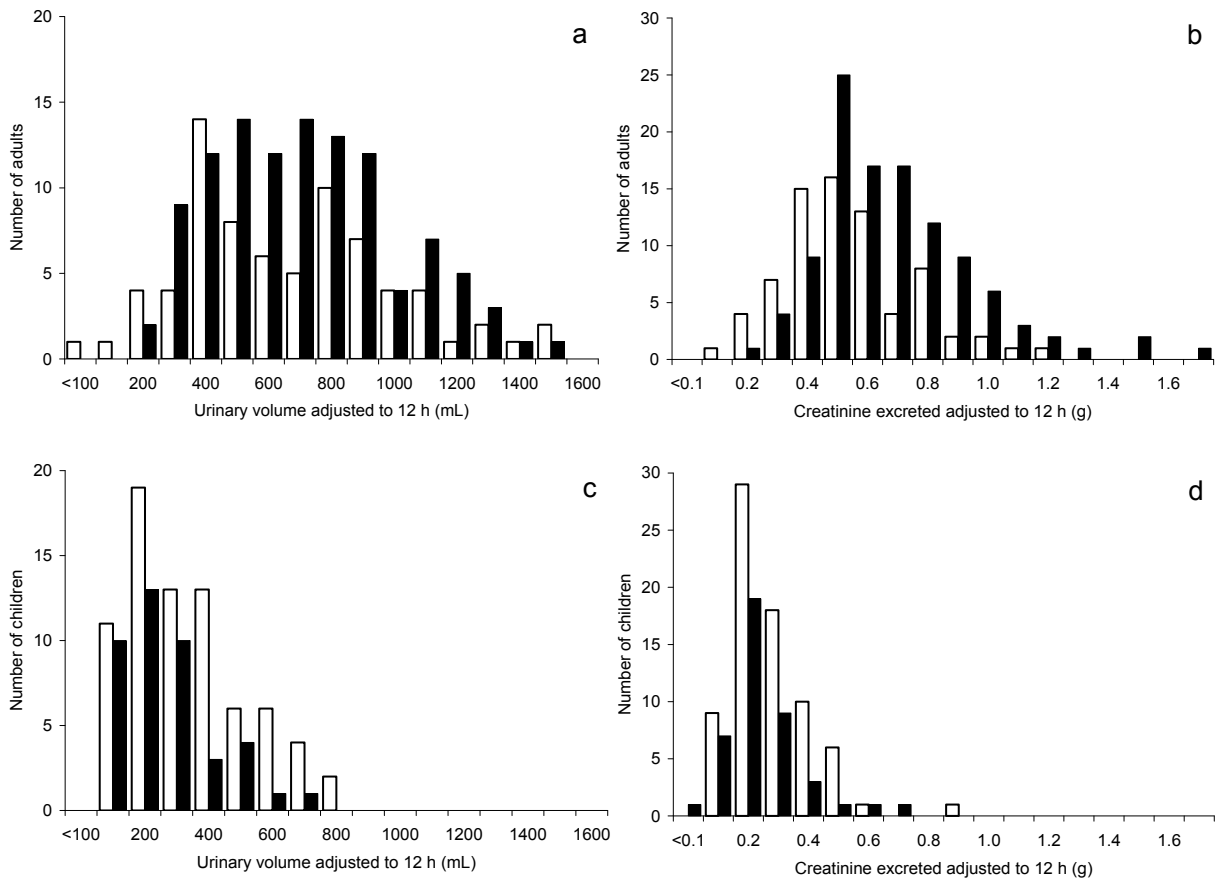 a
Number of adults
20
15
10
5
0
<100 200 400 600 800 1000 1200 1400 1600
Urinary volume adjusted to 12 h (mL)
b
Number of adults
30
25
20
15
10
5
0
<0.1 0.2 0.4 0.6 0.8 1.0 1.2 1.4 1.6
Creatinine excreted adjusted to 12 h (g)
c
Number of children
20
15
10
5
0
<100 200 400 600 800 1000 1200 1400 1600
Urinary volume adjusted to 12 h (mL)
d
Number of children
30
25
20
15
10
5
0
<0.1 0.2 0.4 0.6 0.8 1.0 1.2 1.4 1.6
Creatinine excreted adjusted to 12 h (g)